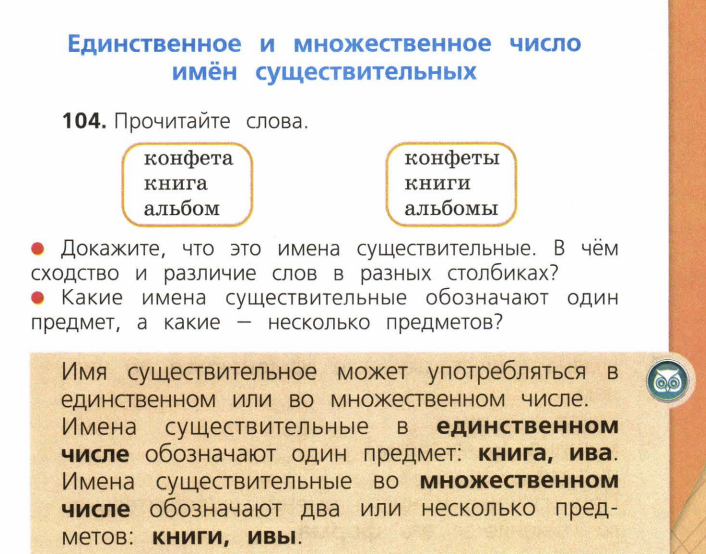 Единственное и множественное число
имён существительных
104. Прочитайте слова.
конфета
книга
альбом
конфеты
книги
альбомы
Докажите, что это имена существительные. В чём
сходство и различие слов в разных столбиках?
Какие имена существительные обозначают один
предмет, а какие — несколько предметов?
Имя существительное может употребляться в
единственном или во множественном числе.
Имена существительные в единственном
числе обозначают один предмет: книга, ива.
Имена существительные во множественном
числе обозначают два или несколько пред-
метов: книги, ивы.